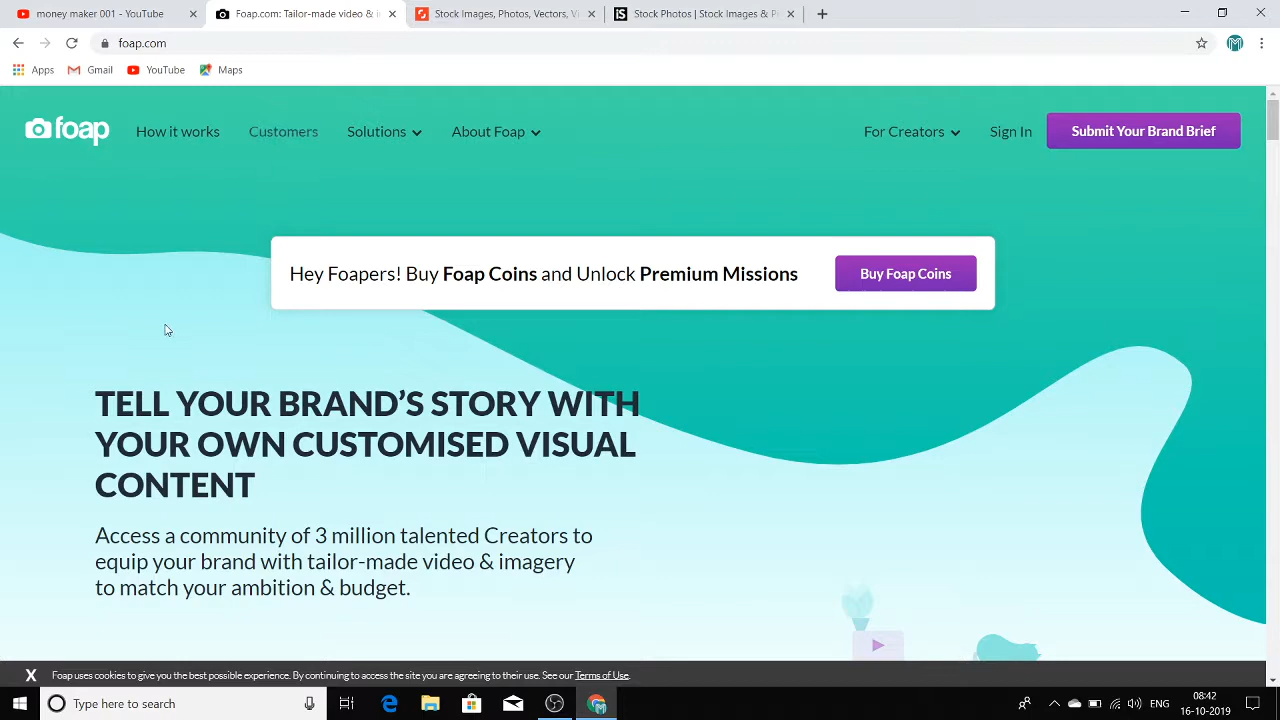 money maker 001 - YouTube
Foap.com: Tailor-made video & i
Stock Images, Photos, Vectors, V
iS
Stock Photos | Stock Images & P
foap.com
Apps
Gmail
YouTube
Maps
foap
How it works
Customers
Solutions
About Foap
For Creators
Sign In
Submit Your Brand Brief
Hey Foapers! Buy Foap Coins and Unlock Premium Missions
Buy Foap Coins
TELL YOUR BRAND’S STORY WITH
YOUR OWN CUSTOMISED VISUAL
CONTENT
Access a community of 3 million talented Creators to
equip your brand with tailor-made video & imagery
to match your ambition & budget.
X
Foap uses cookies to give you the best possible experience. By continuing to access the site you are agreeing to their use. See our Terms of Use.
Type here to search
ENG
08:42
16-10-2019